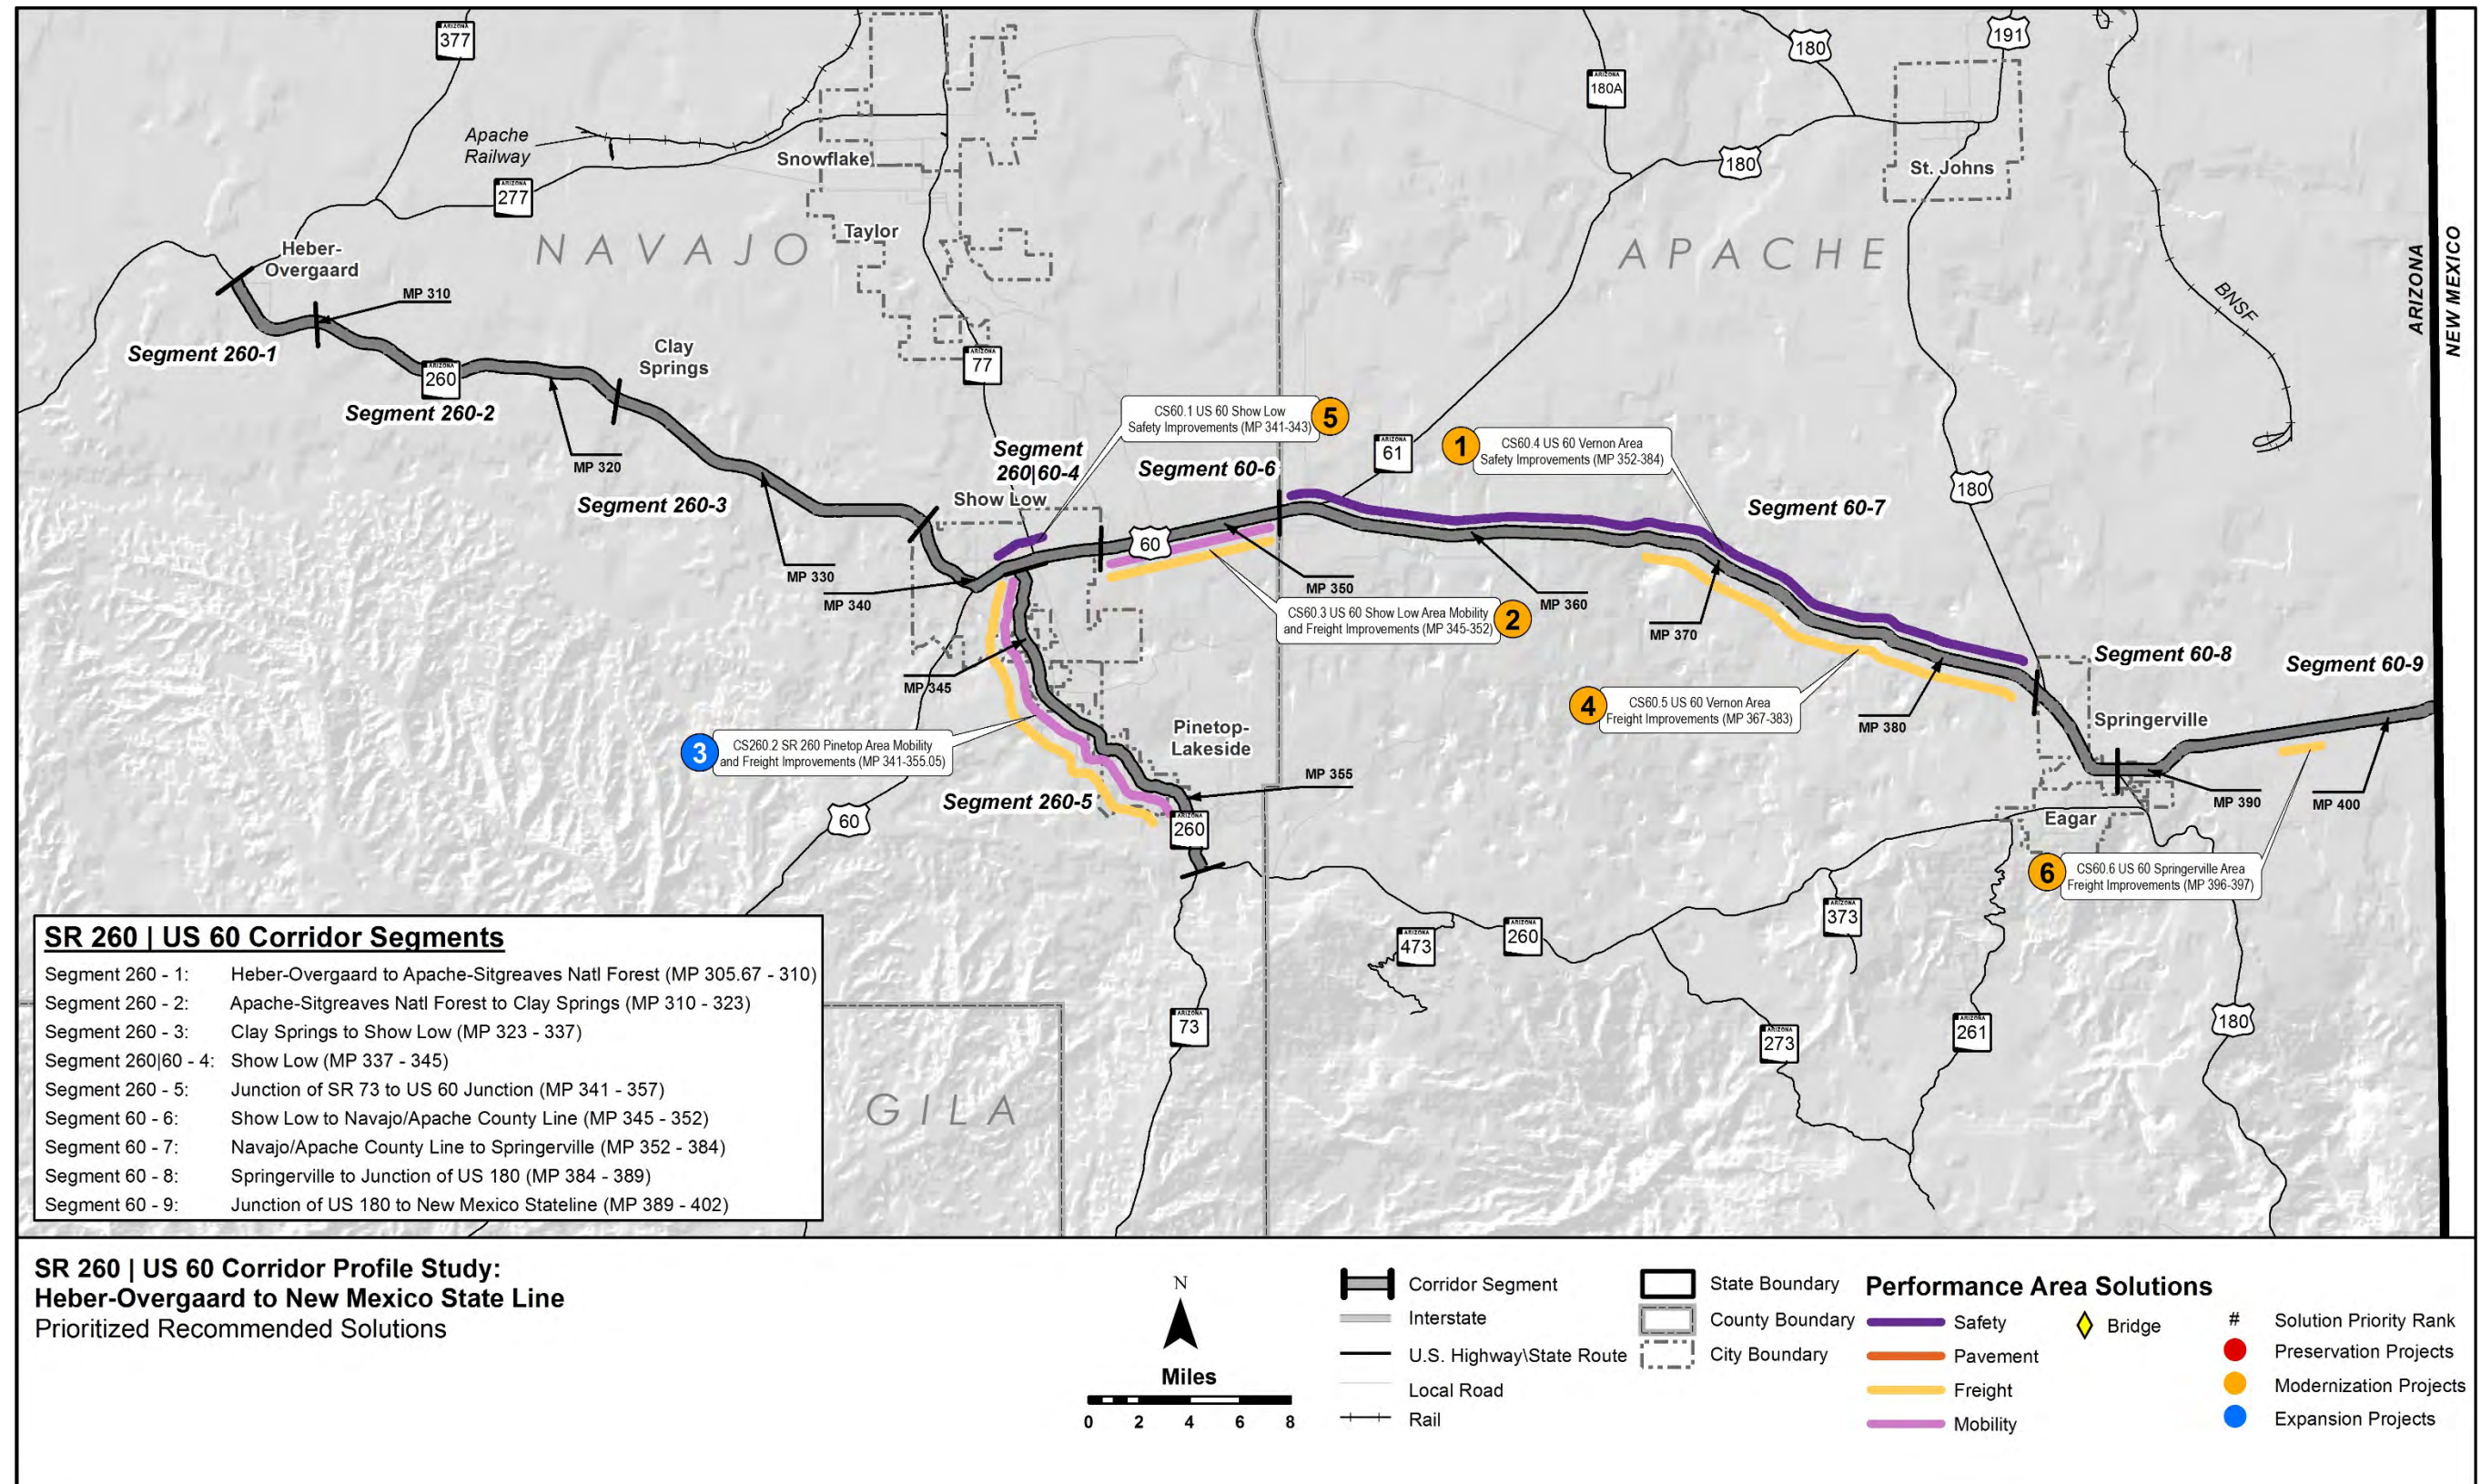 ARIZONA
377
Apache
Railway
ARIZONA
277
Snowflake
Taylor
NAVAJO
Heber-
Overgaard
MP 310
Segment 260-1
ARIZONA
260
Segment 260-2
Clay
Springs
MP 320
Segment 260-3
MP 330
ARIZONA
77
Segment
260|60-4
Show Low
CS60.1 US 60 Show Low
Safety Improvements (MP 341-343)
5
Segment 60-6
60
MP 340
MP 345
MP 350
CS60.3 US 60 Show Low Area Mobility
and Freight Improvements (MP 345-352)
2
ARIZONA
180A
180
191
180
St. Johns
APACHE
BNSF
ARIZONA
NEW MEXICO
ARIZONA
61
1
CS60.4 US 60 Vernon Area
Safety Improvements (MP 352-384)
Segment 60-7
180
MP 360
MP 370
4
CS60.5 US 60 Vernon Area
Freight Improvements (MP 367-383)
MP 380
Segment 60-8
Segment 60-9
Springerville
MP 390
MP 400
Eagar
6
CS60.6 US 60 Springerville Area
Freight Improvements (MP 396-397)
3
CS260.2 SR 260 Pinetop Area Mobility
and Freight Improvements (MP 341-355.05)
Pinetop-
Lakeside
MP 355
Segment 260-5
ARIZONA
260
60
ARIZONA
473
ARIZONA
260
ARIZONA
373
ARIZONA
73
ARIZONA
273
ARIZONA
261
180
GILA
SR 260 | US 60 Corridor Segments
Segment 260 - 1: Heber-Overgaard to Apache-Sitgreaves Natl Forest (MP 305.67 - 310)
Segment 260 - 2: Apache-Sitgreaves Natl Forest to Clay Springs (MP 310 - 323)
Segment 260 - 3: Clay Springs to Show Low (MP 323 - 337)
Segment 260|60 - 4: Show Low (MP 337 - 345)
Segment 260 - 5: Junction of SR 73 to US 60 Junction (MP 341 - 357)
Segment 60 - 6: Show Low to Navajo/Apache County Line (MP 345 - 352)
Segment 60 - 7: Navajo/Apache County Line to Springerville (MP 352 - 384)
Segment 60 - 8: Springerville to Junction of US 180 (MP 384 - 389)
Segment 60 - 9: Junction of US 180 to New Mexico Stateline (MP 389 - 402)
SR 260 | US 60 Corridor Profile Study:
Heber-Overgaard to New Mexico State Line
Prioritized Recommended Solutions
N
Miles
0 2 4 6 8
Corridor Segment
Interstate
U.S. Highway\State Route
Local Road
Rail
State Boundary
County Boundary
City Boundary
Performance Area Solutions
Safety
Pavement
Freight
Mobility
Bridge
# Solution Priority Rank
Preservation Projects
Modernization Projects
Expansion Projects